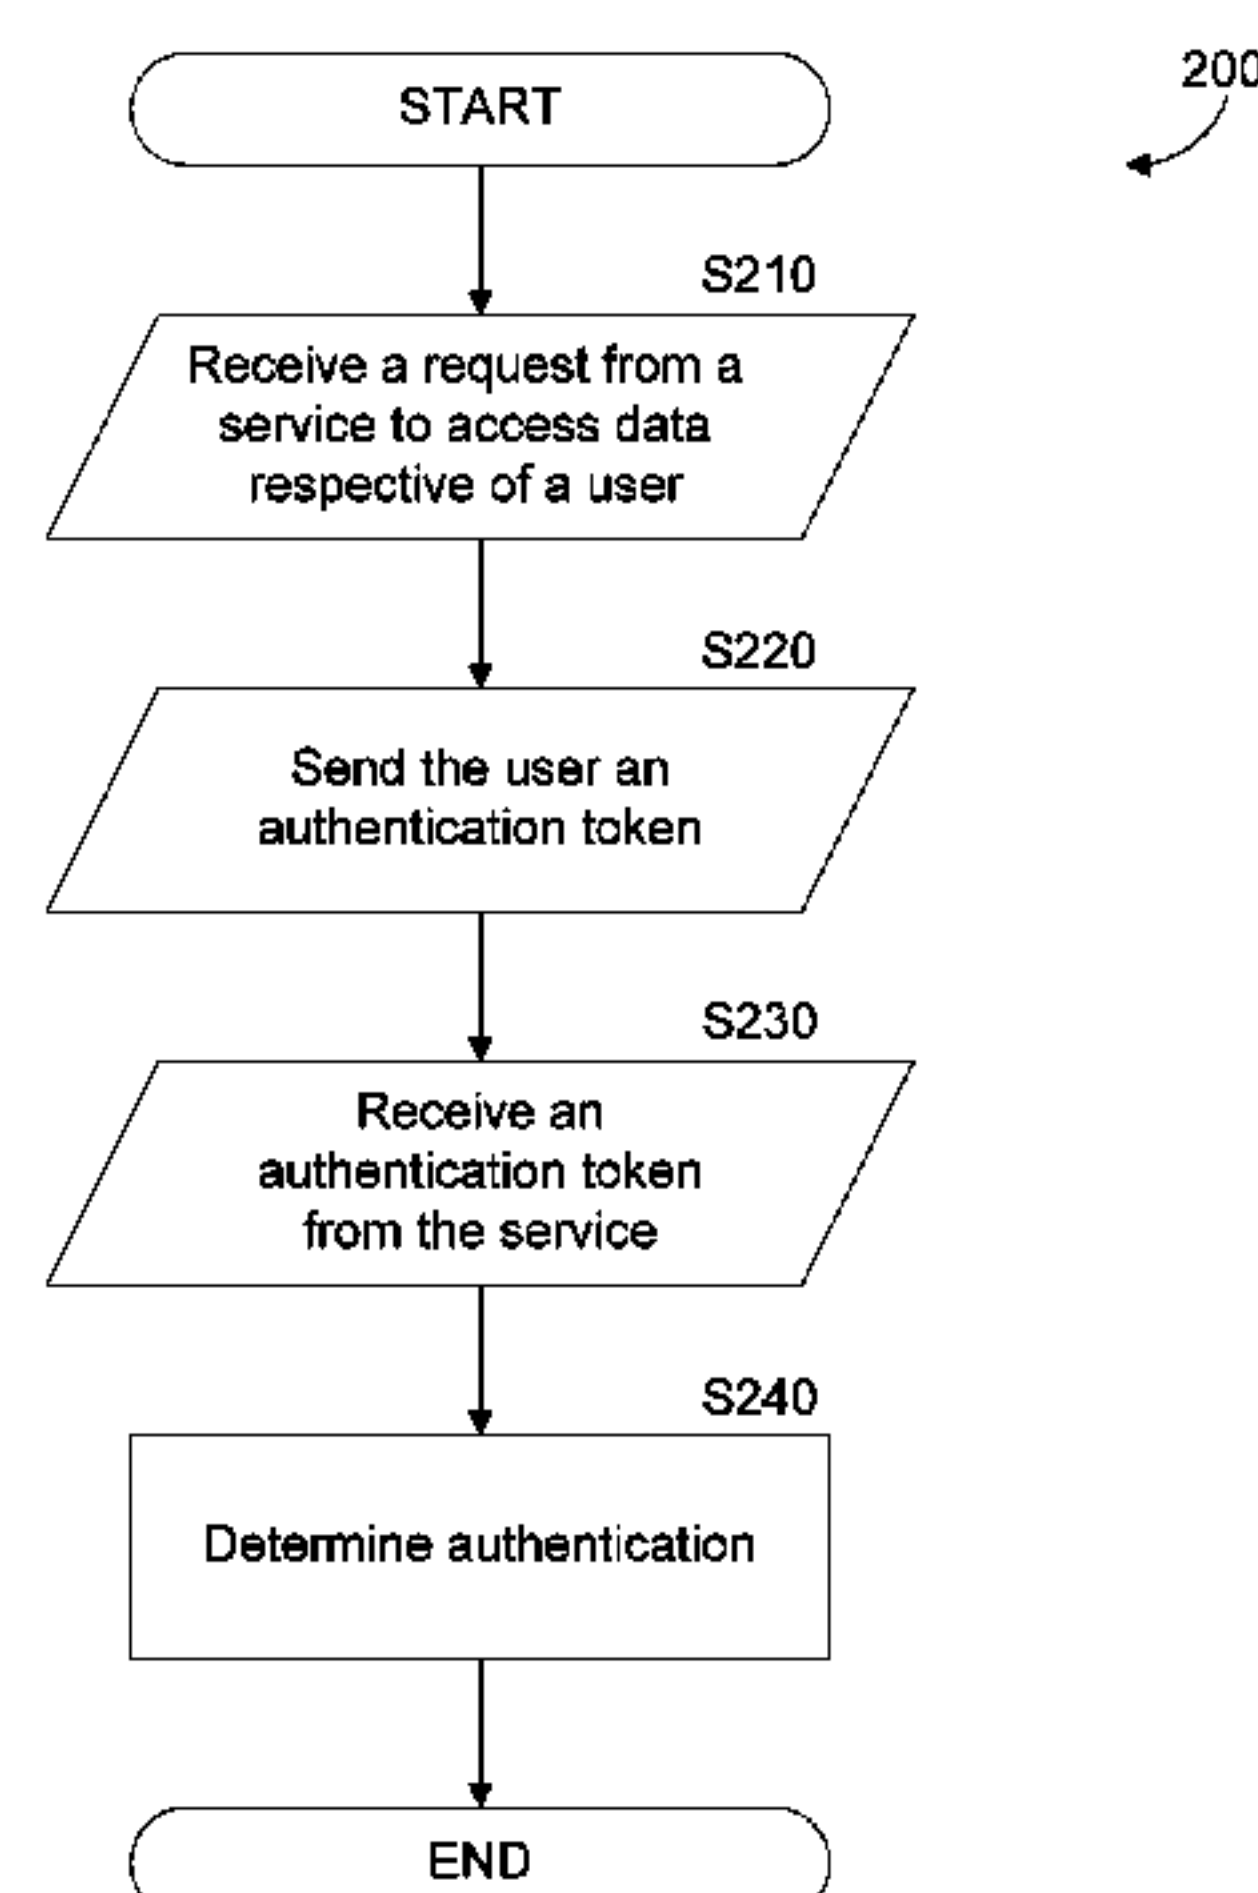 START
200
S210
Receive a request from a
service to access data
respective of a user
S220
Send the user an
authentication token
S230
Receive an
authentication token
from the service
S240
Determine authentication
END